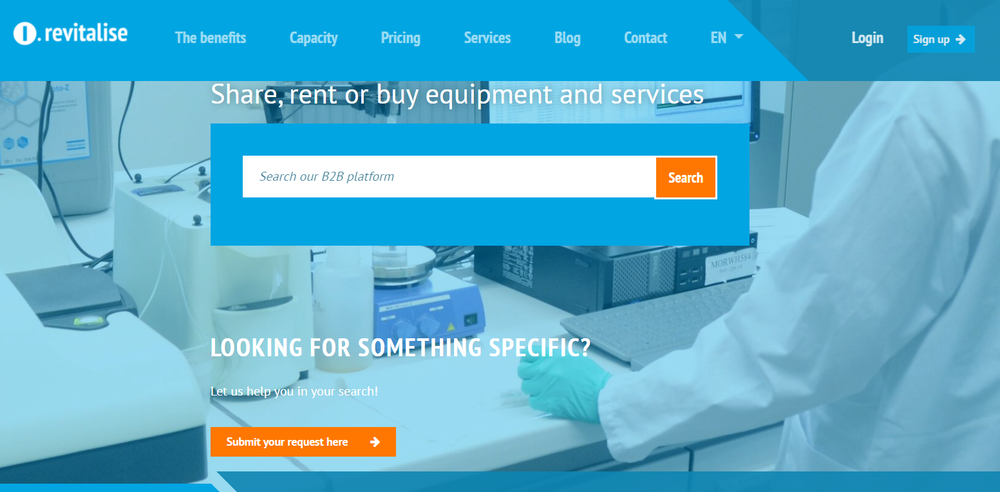 . revitalise
The benefits
Capacity
Pricing
Services
Blog
Contact
EN
Login
Sign up
Share, rent or buy equipment and services
Search our B2B platform
Search
MORWH584
LOOKING FOR SOMETHING SPECIFIC?
Let us help you in your search!
Submit your request here